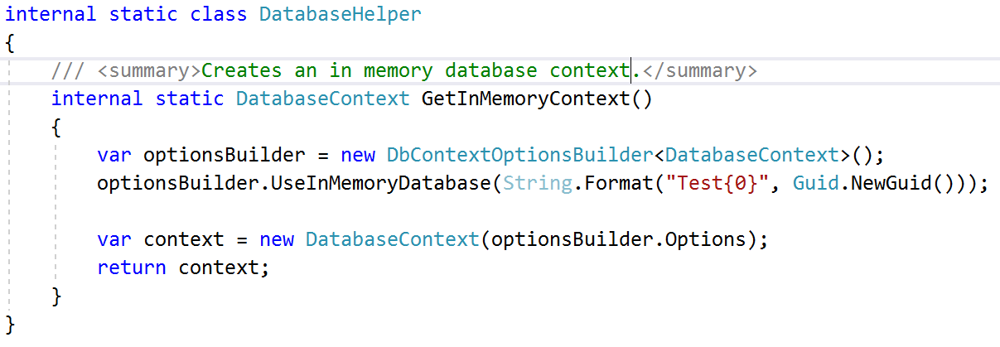 internal static class DatabaseHelper
{
    /// <summary>Creates an in memory database context.</summary>
    internal static DatabaseContext GetInMemoryContext()
    {
        var optionsBuilder = new DbContextOptionsBuilder<DatabaseContext>();
        optionsBuilder.UseInMemoryDatabase(String.Format("Test{0}", Guid.NewGuid()));

        var context = new DatabaseContext(optionsBuilder.Options);
        return context;
    }
}